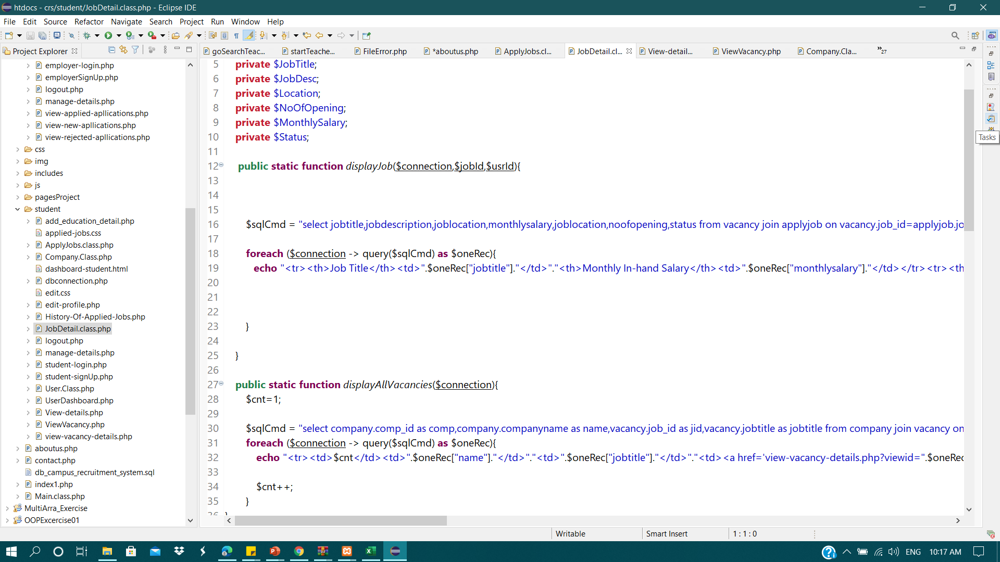 htdocs - crs/student/JobDetail.class.php - Eclipse IDE
File Edit Source Refactor Navigate Search Project Run Window Help
Project Explorer
employer-login.php
employerSignUp.php
logout.php
manage-details.php
view-applied-apllications.php
view-new-apllications.php
view-rejected-apllications.php
css
img
includes
js
pagesProject
student
add_education_detail.php
applied-jobs.css
ApplyJobs.class.php
Company.Class.php
dashboard-student.html
dbconnection.php
edit.css
edit-profile.php
History-Of-Applied-Jobs.php
JobDetail.class.php
logout.php
manage-details.php
student-login.php
student-signUp.php
User.Class.php
UserDashboard.php
View-details.php
ViewVacancy.php
view-vacancy-details.php
aboutus.php
contact.php
db_campus_recruitment_system.sql
index1.php
Main.class.php
MultiArra_Exercise
OOPExcercise01
goSearchTeac... startTeache... FileError.php *aboutus.php ApplyJobs.cl... JobDetail.cl... View-detail... ViewVacancy.php Company.Cla... »27
5 private $JobTitle;
6 private $JobDesc;
7 private $Location;
8 private $NoOfOpening;
9 private $MonthlySalary;
10 private $Status;
11
12 public static function displayJob($connection,$jobId,$usrId){
13
14
15
16 $sqlCmd = "select jobtitle,jobdescription,joblocation,monthlysalary,joblocation,noofopening,status from vacancy join applyjob on vacancy.job_id=applyjob.jo
17
18 foreach ($connection -> query($sqlCmd) as $oneRec){
19 echo "<tr><th>Job Title</th><td>".$oneRec["jobtitle"]."</td>"."<th>Monthly In-hand Salary</th><td>".$oneRec["monthlysalary"]."</td></tr><tr><th
20
21
22
23 }
24
25 }
26
27 public static function displayAllVacancies($connection){
28 $cnt=1;
29
30 $sqlCmd = "select company.comp_id as comp,company.companyname as name,vacancy.job_id as jid,vacancy.jobtitle as jobtitle from company join vacancy on
31 foreach ($connection -> query($sqlCmd) as $oneRec){
32 echo "<tr><td>$cnt</td><td>".$oneRec["name"]."</td>"."<td>".$oneRec["jobtitle"]."</td>"."<td><a href='view-vacancy-details.php?viewid=".$oneRec
33
34 $cnt++;
35 }
36 }
Tasks
Writable Smart Insert 1 : 1 : 0
ENG 10:17 AM